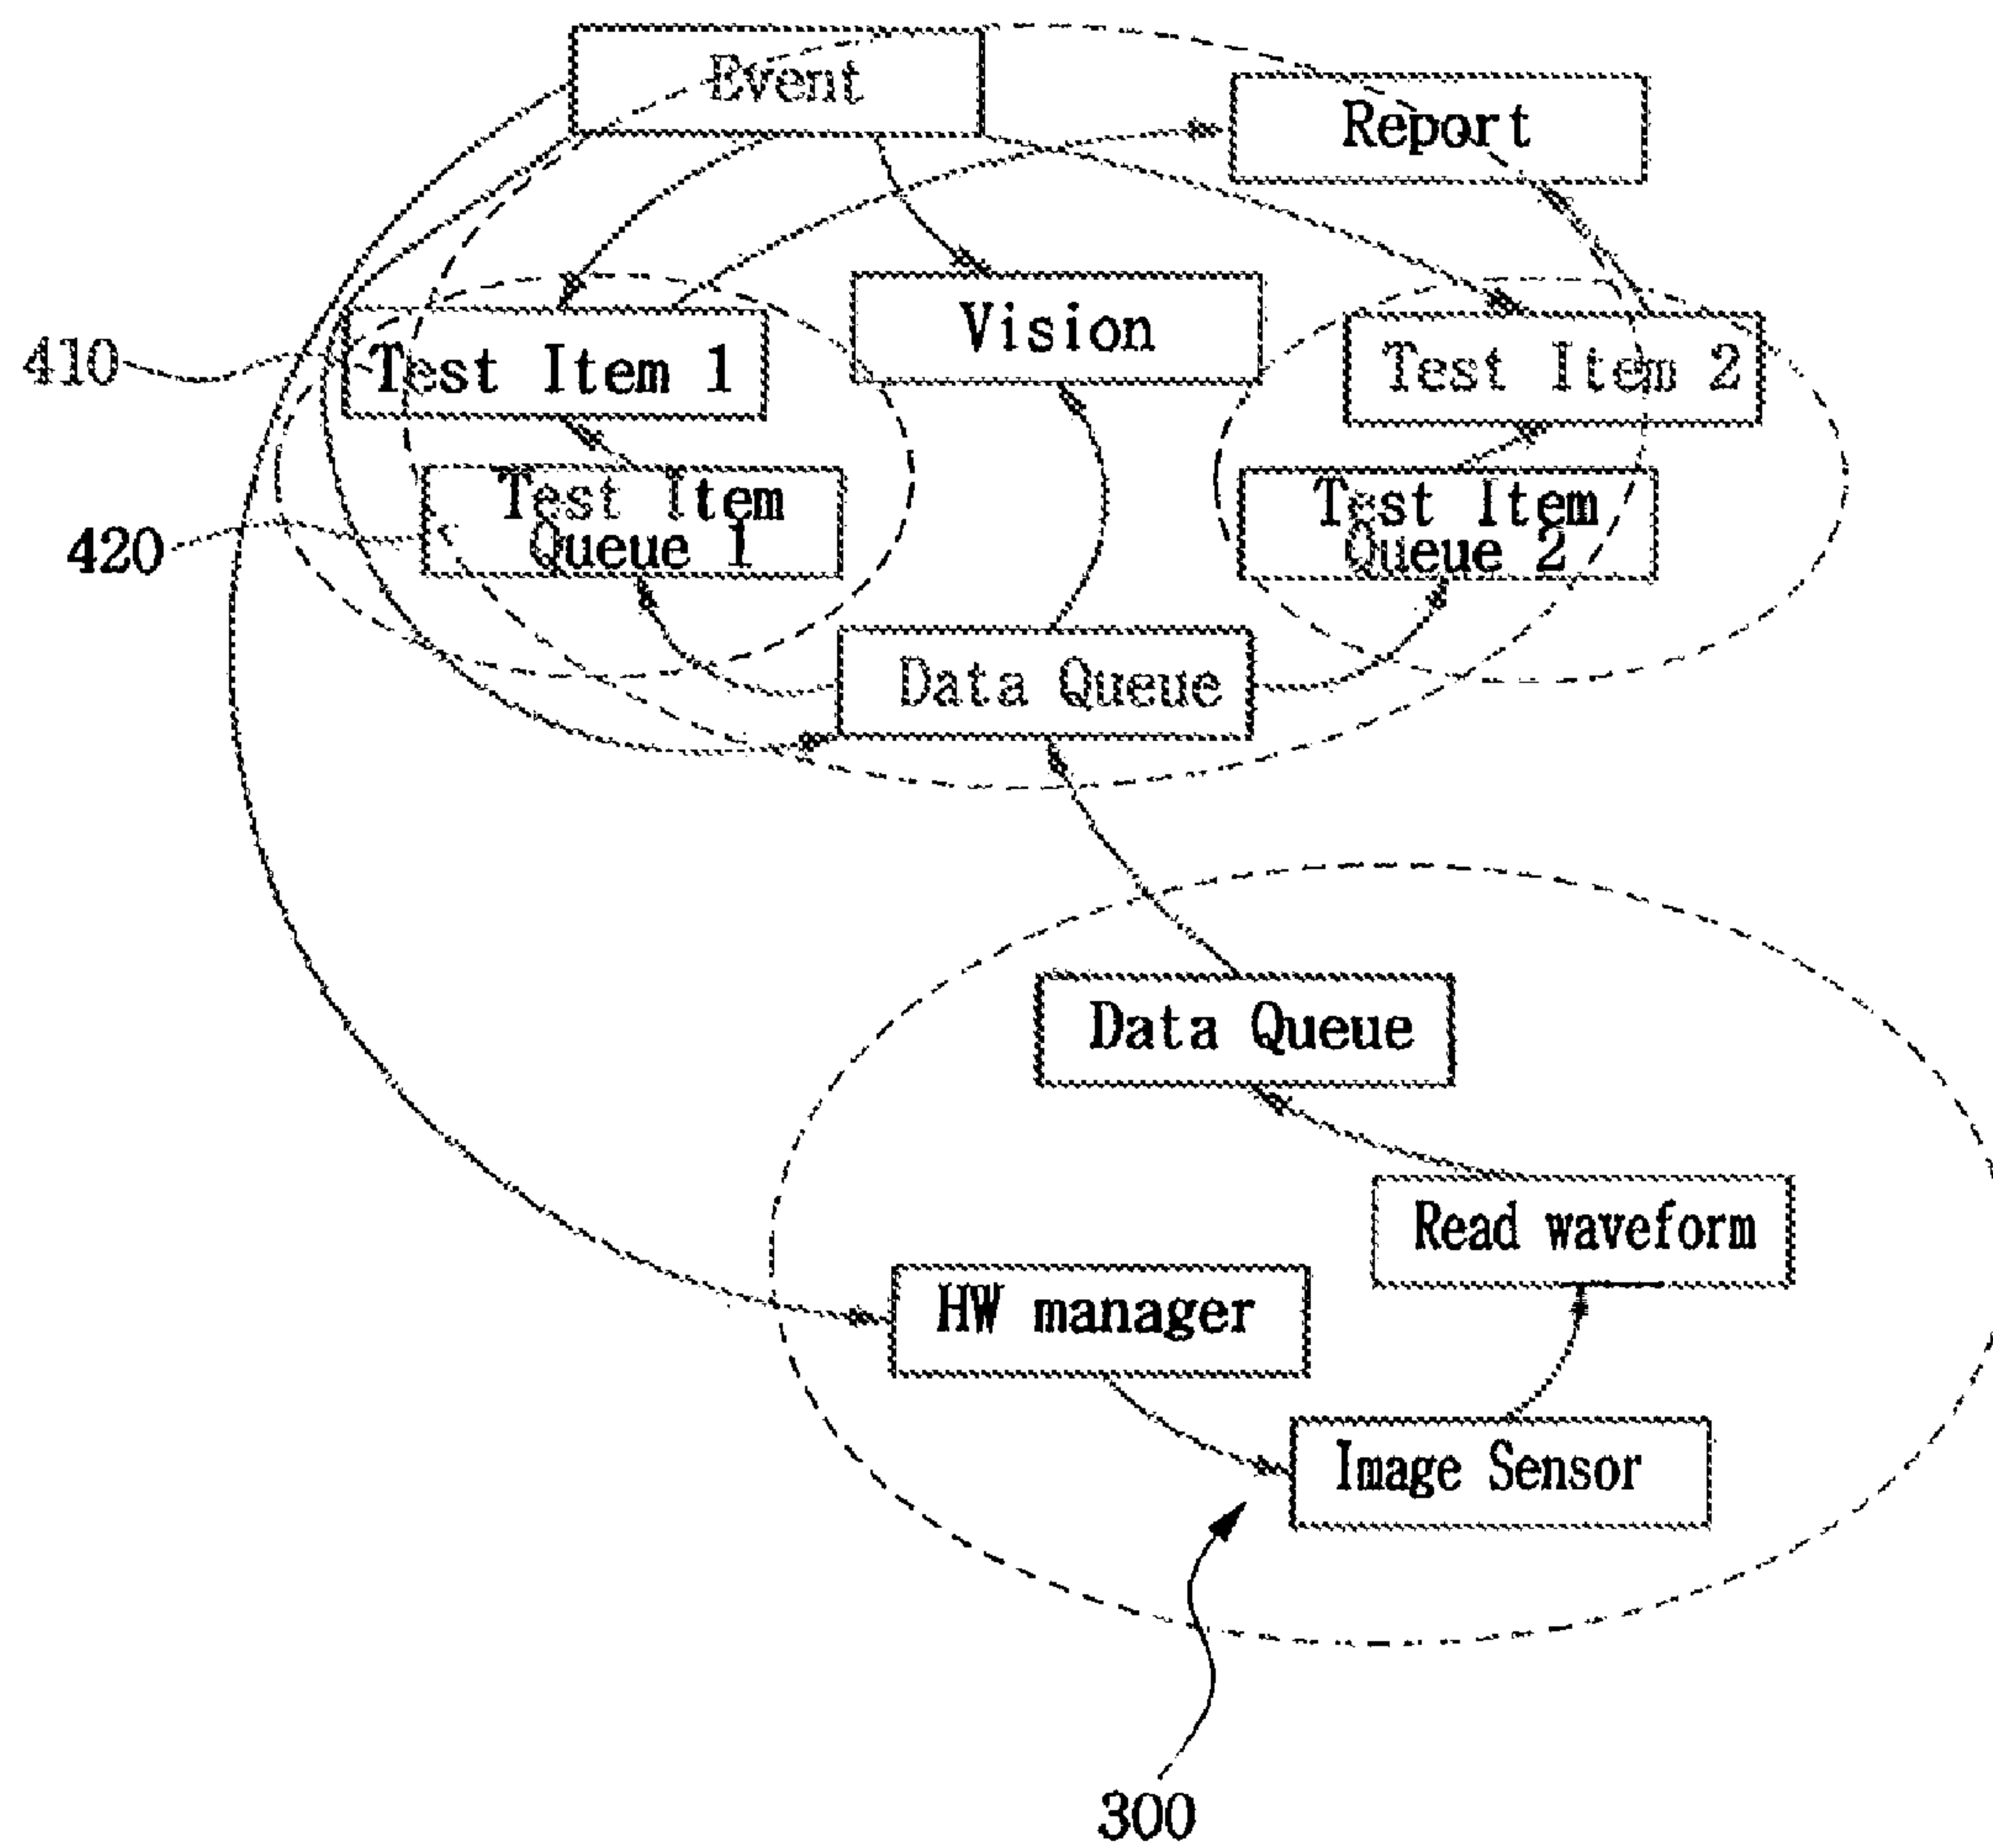 Event
Report
Vision
410
Test Item 1
Test Item 2
420
Test Item
Queue 1
Test Item
Queue 2
Data Queue
Data Queue
Read waveform
HW manager
Image Sensor
300